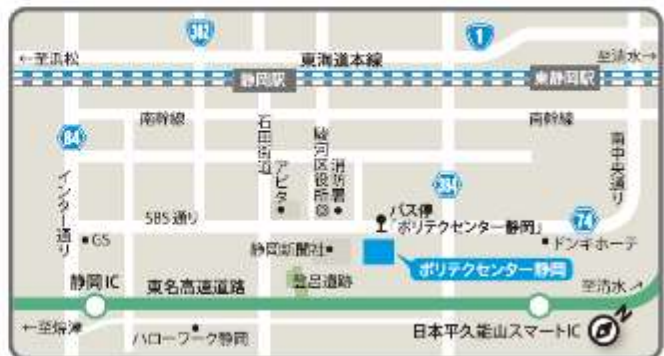 362
1
←至浜松
東海道本線
至清水→
静岡駅
東静岡駅
84
南幹線
南幹線
石田街道
アピタ
駿河区役所◎
消防署
南中央通り
インター通り
384
バス停
「ポリテクセンター静岡」
74
SBS通り
GS
静岡新聞社
ドンキホーテ
ポリテクセンター静岡
静岡IC
東名高速道路
登呂遺跡
至清水
←至焼津
ハローワーク静岡
日本平久能山スマートIC
N